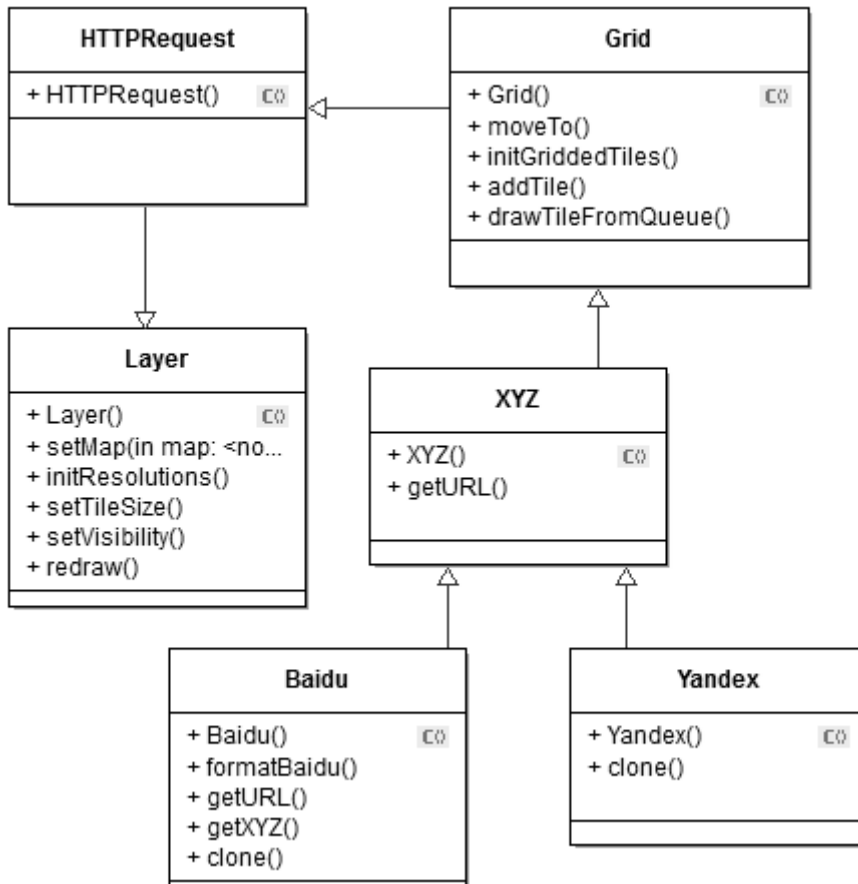 HTTPRequest
+ HTTPRequest() C()
Grid
+ Grid() C()
+ moveTo()
+ initGriddedTiles()
+ addTile()
+ drawTileFromQueue()
Layer
+ Layer() C()
+ setMap(in map: <no...
+ initResolutions()
+ setTileSize()
+ setVisibility()
+ redraw()
XYZ
+ XYZ() C()
+ getURL()
Baidu
+ Baidu() C()
+ formatBaidu()
+ getURL()
+ getXYZ()
+ clone()
Yandex
+ Yandex() C()
+ clone()